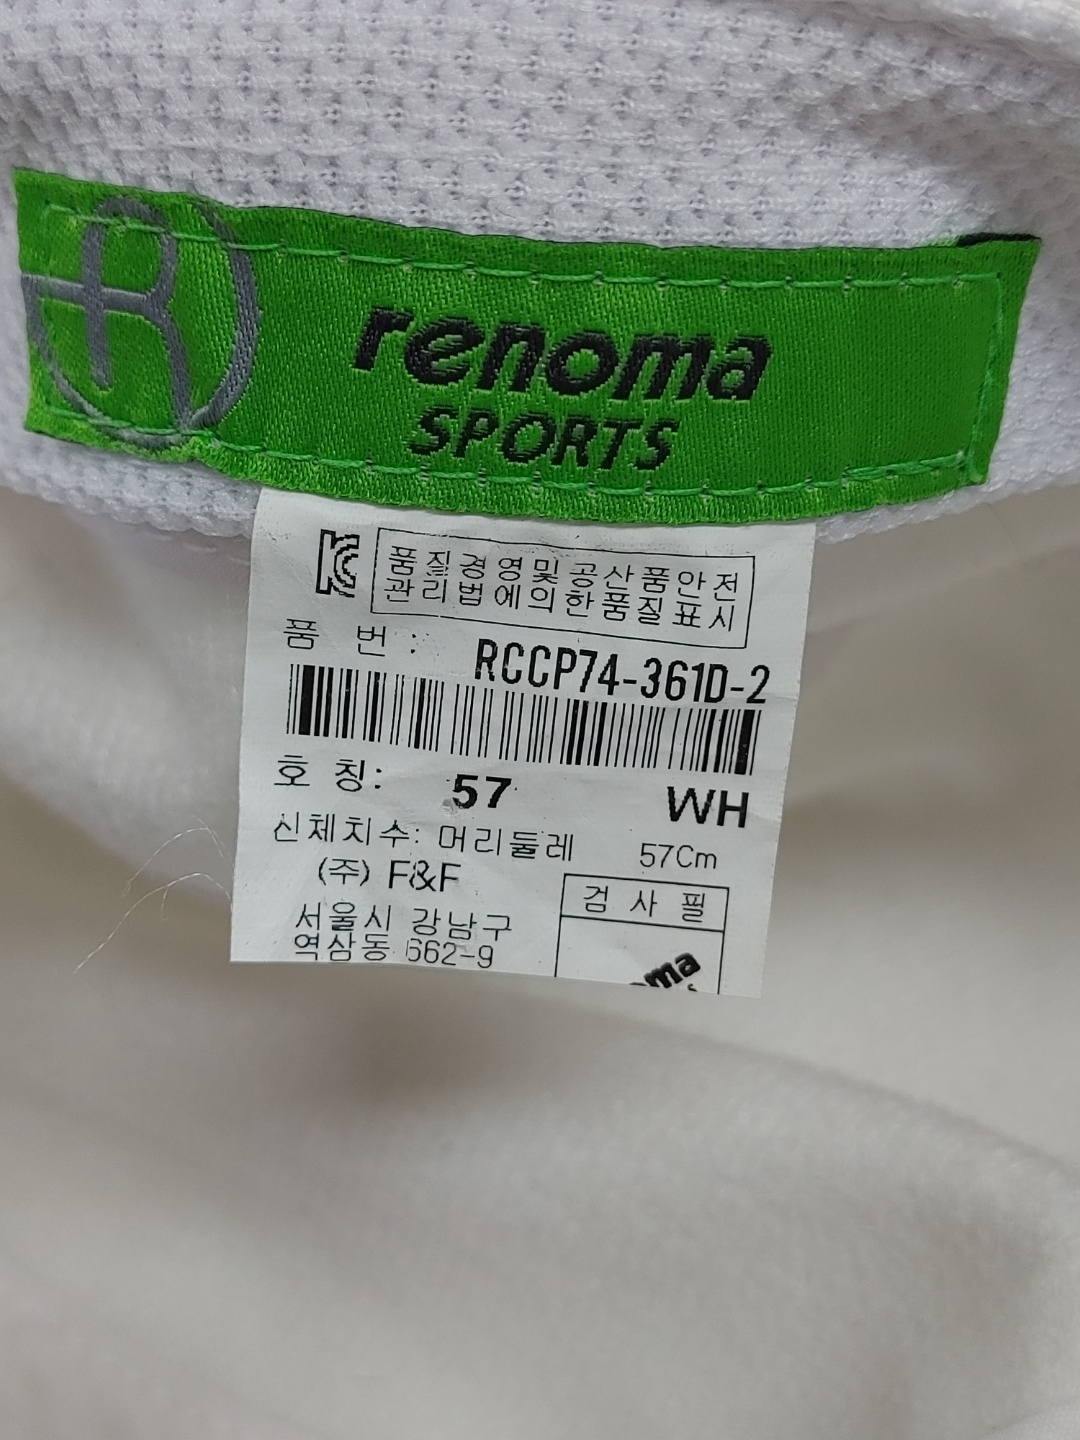 R
renoma
SPORTS
품질경영및공산품안전
관리법에의한품질표시
품 번 : RCCP74-361D-2
호 칭: 57 WH
신체치수: 머리둘레 57Cm
(주) F&F
검 사 필
서울시 강남구
역삼동 662-9
oma